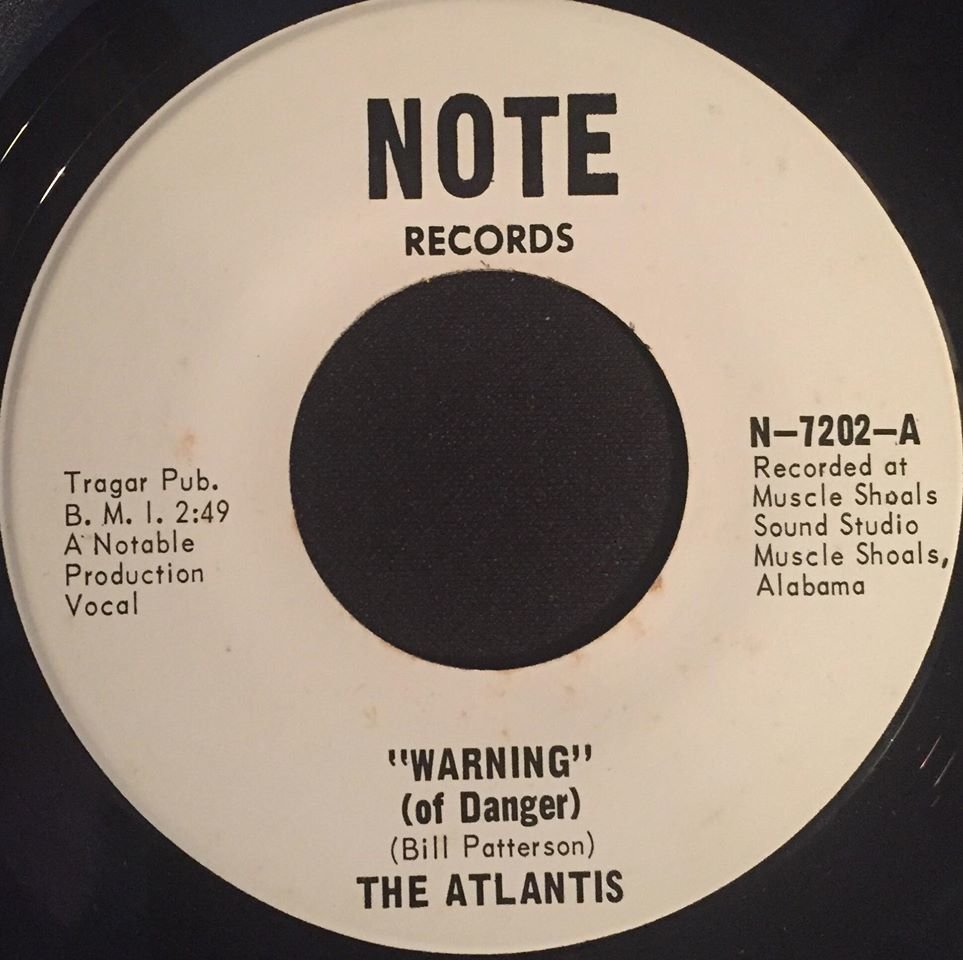 NOTE
RECORDS
Tragar Pub.
B. M. I. 2:49
A Notable
Production
Vocal
N-7202-A
Recorded at
Muscle Shoals
Sound Studio
Muscle Shoals,
Alabama
"WARNING"
(of Danger)
(Bill Patterson)
THE ATLANTIS